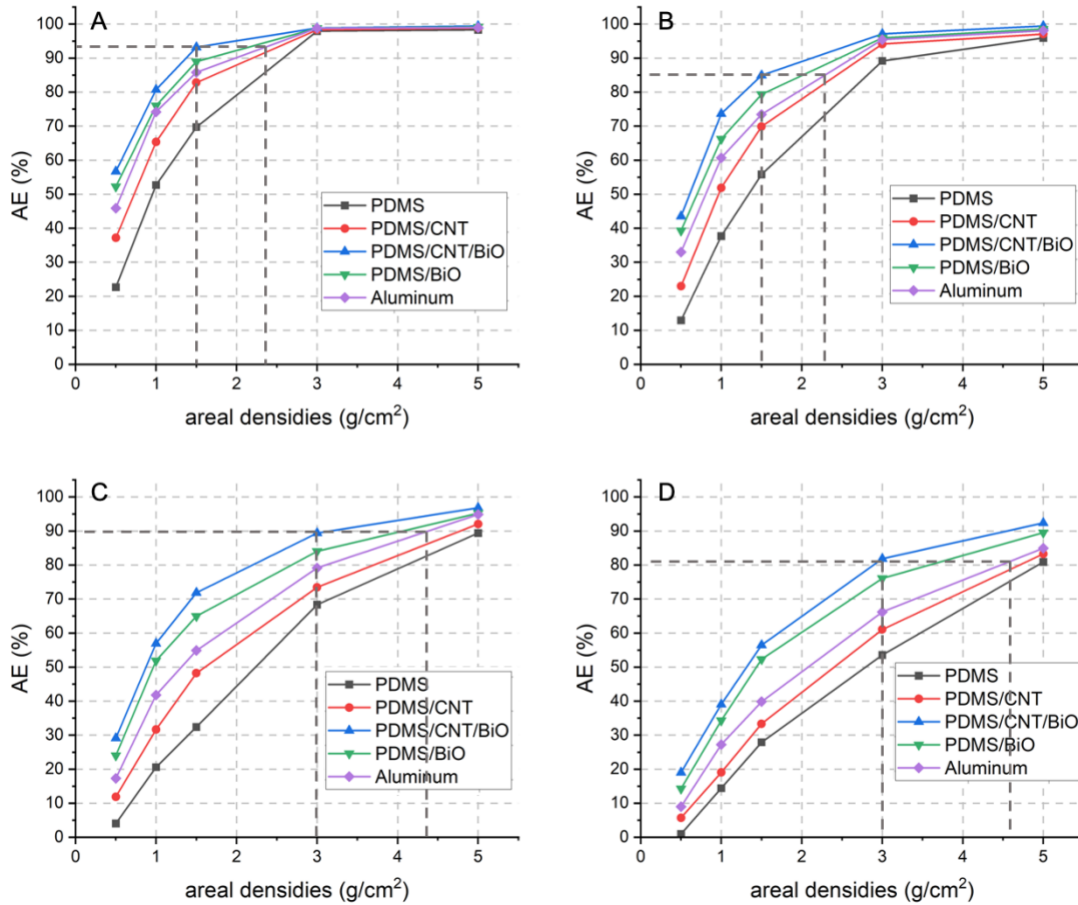 A
AE (%)
100
90
80
70
60
50
40
30
20
10
0
PDMS
PDMS/CNT
PDMS/CNT/BiO
PDMS/BiO
Aluminum
0 1 2 3 4 5
areal densidies (g/cm²)
B
AE (%)
100
90
80
70
60
50
40
30
20
10
0
PDMS
PDMS/CNT
PDMS/CNT/BiO
PDMS/BiO
Aluminum
0 1 2 3 4 5
areal densidies (g/cm²)
C
AE (%)
100
90
80
70
60
50
40
30
20
10
0
PDMS
PDMS/CNT
PDMS/CNT/BiO
PDMS/BiO
Aluminum
0 1 2 3 4 5
areal densidies (g/cm²)
D
AE (%)
100
90
80
70
60
50
40
30
20
10
0
PDMS
PDMS/CNT
PDMS/CNT/BiO
PDMS/BiO
Aluminum
0 1 2 3 4 5
areal densidies (g/cm²)